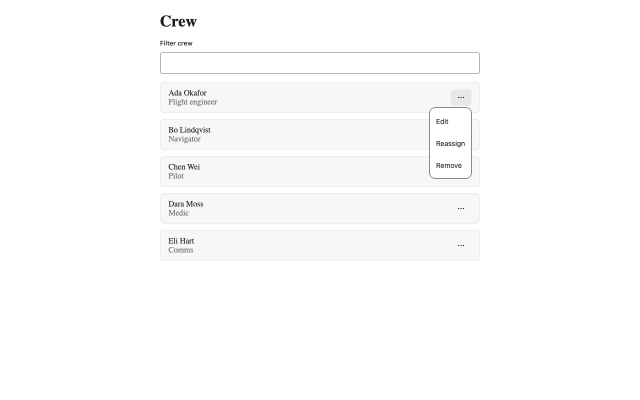 Crew
Filter crew
Ada Okafor
Flight engineer
...
Edit
Reassign
Remove
Bo Lindqvist
Navigator
Chen Wei
Pilot
Dara Moss
Medic
...
Eli Hart
Comms
...